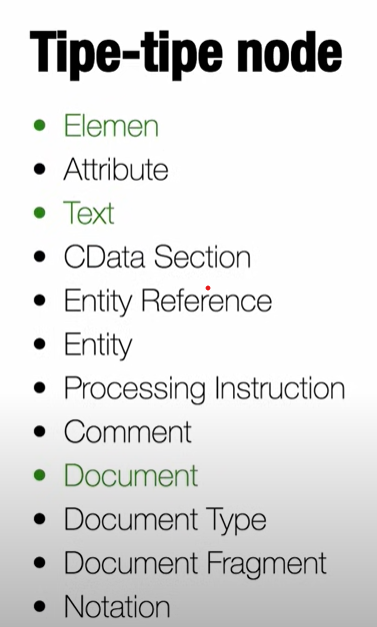 Tipe-tipe node
• Elemen
• Attribute
• Text
• CData Section
• Entity Reference
• Entity
• Processing Instruction
• Comment
• Document
• Document Type
• Document Fragment
• Notation